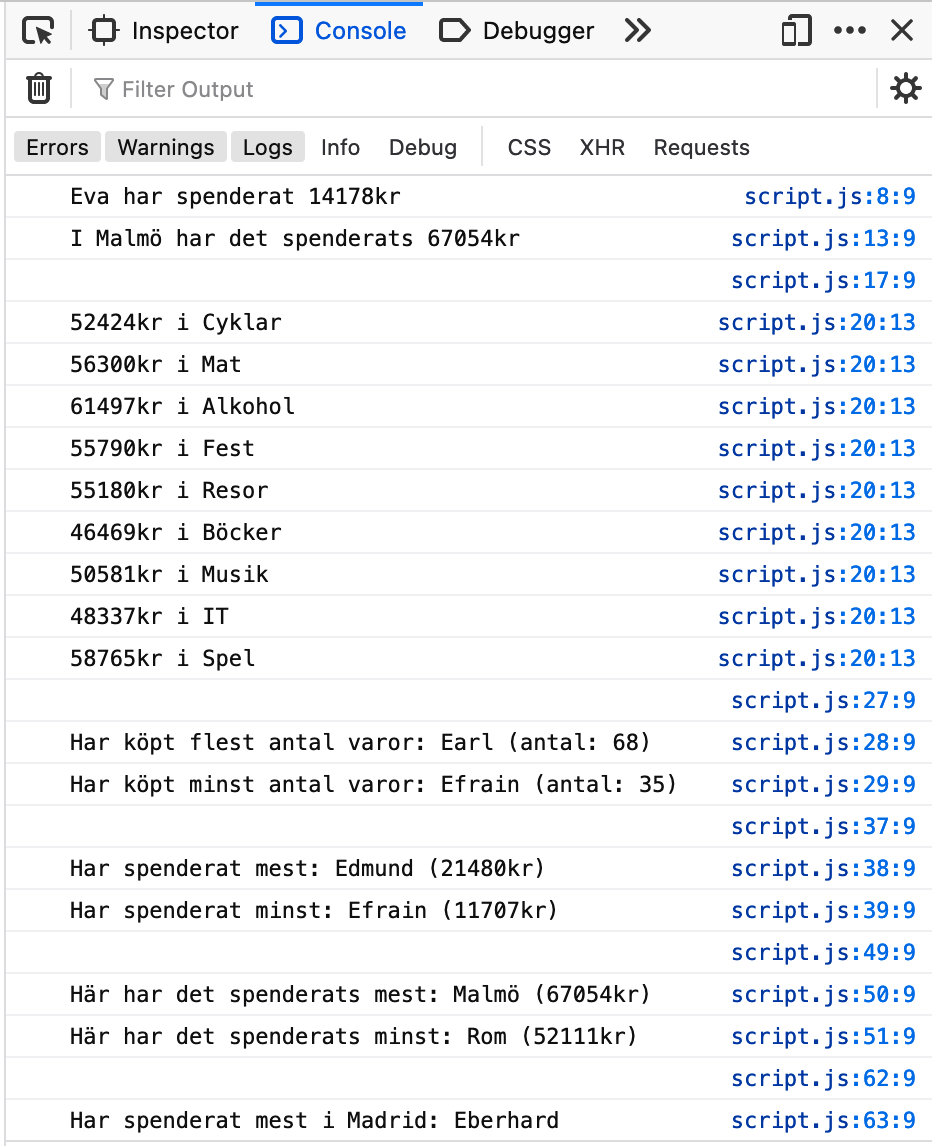 Inspector Console Debugger
Filter Output
Errors Warnings Logs Info Debug CSS XHR Requests
Eva har spenderat 14178kr script.js:8:9
I Malmö har det spenderats 67054kr script.js:13:9
script.js:17:9
52424kr i Cyklar script.js:20:13
56300kr i Mat script.js:20:13
61497kr i Alkohol script.js:20:13
55790kr i Fest script.js:20:13
55180kr i Resor script.js:20:13
46469kr i Böcker script.js:20:13
50581kr i Musik script.js:20:13
48337kr i IT script.js:20:13
58765kr i Spel script.js:20:13
script.js:27:9
Har köpt flest antal varor: Earl (antal: 68) script.js:28:9
Har köpt minst antal varor: Efrain (antal: 35) script.js:29:9
script.js:37:9
Har spenderat mest: Edmund (21480kr) script.js:38:9
Har spenderat minst: Efrain (11707kr) script.js:39:9
script.js:49:9
Här har det spenderats mest: Malmö (67054kr) script.js:50:9
Här har det spenderats minst: Rom (52111kr) script.js:51:9
script.js:62:9
Har spenderat mest i Madrid: Eberhard script.js:63:9